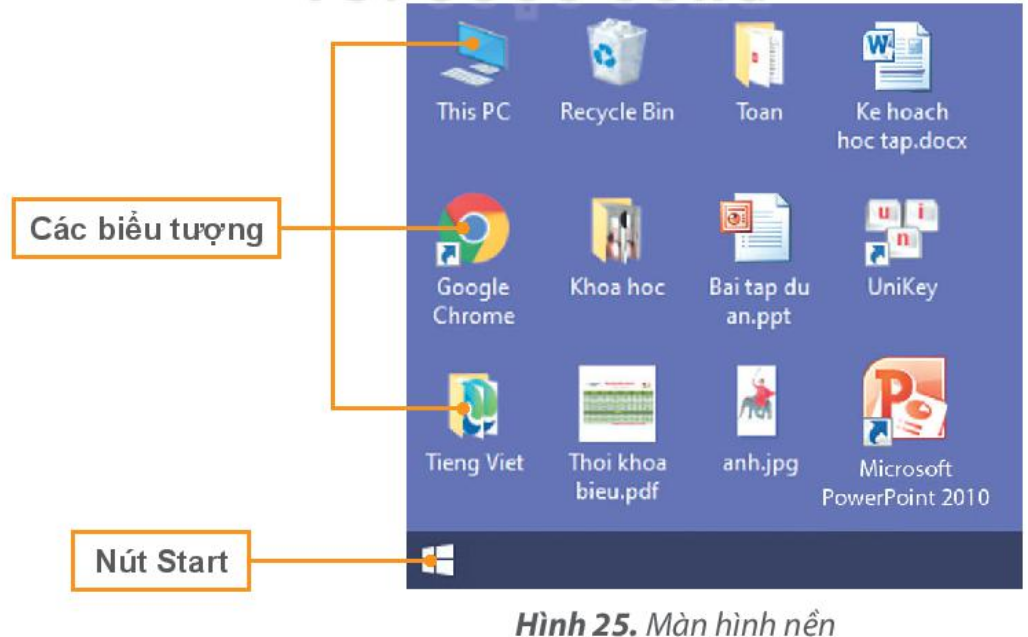 This PC
Recycle Bin
Toan
Ke hoach
hoc tap.docx
Các biểu tượng
Google
Chrome
Khoa hoc
Bai tap du
an.ppt
u i
n
UniKey
Tieng Viet
Thoi khoa
bieu.pdf
anh.jpg
Microsoft
PowerPoint 2010
Nút Start
Hình 25. Màn hình nền